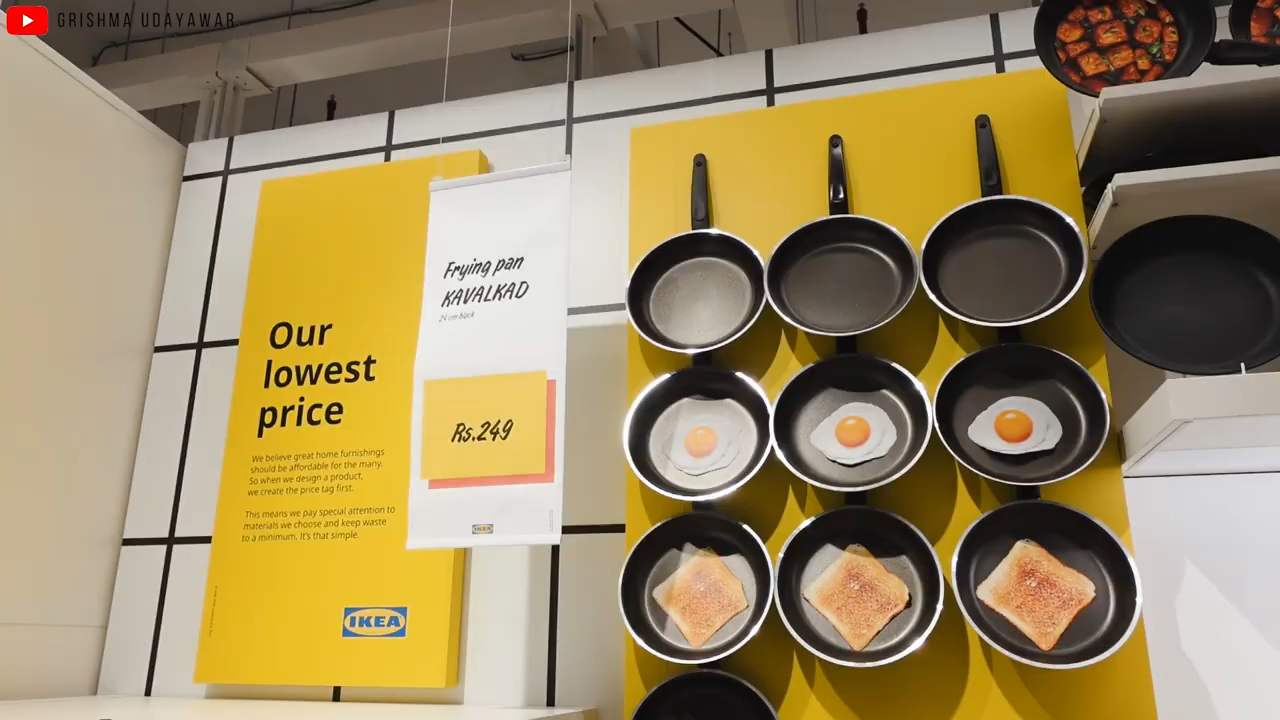 GRISHMA UDAYAWAR
Our
lowest
price
We believe great home furnishings
should be affordable for the many.
So when we design a product,
we create the price tag first.
This means we pay special attention to
materials we choose and keep waste
to a minimum. It's that simple.
IKEA
Frying pan
KAVALKAD
24 cm black
Rs.249
IKEA